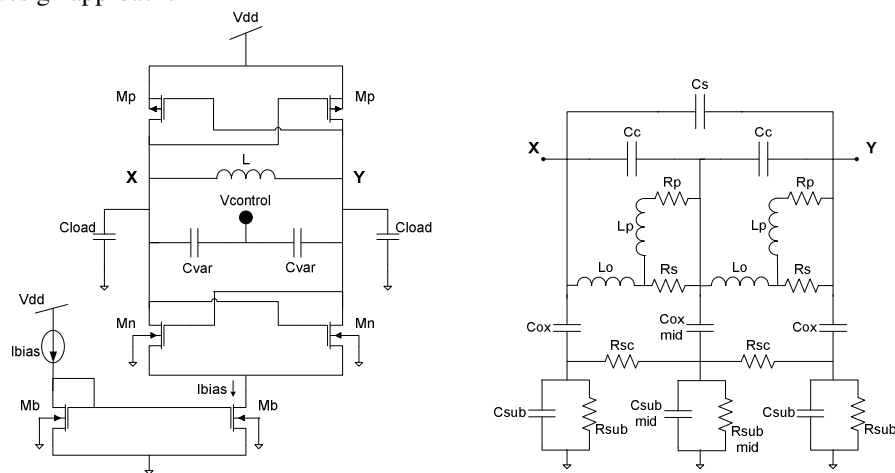 Vdd
Mp
Mp
L
X
Y
Vcontrol
Cload
Cload
Cvar
Cvar
Vdd
Mn
Mn
Ibias
Ibias
Mb
Mb
Cs
Cc
Cc
X
Y
Rp
Rp
Lp
Lp
Lo
Rs
Lo
Rs
Cox
Cox
mid
Cox
Rsc
Rsc
Csub
Rsub
Csub
mid
Rsub
mid
Csub
Rsub